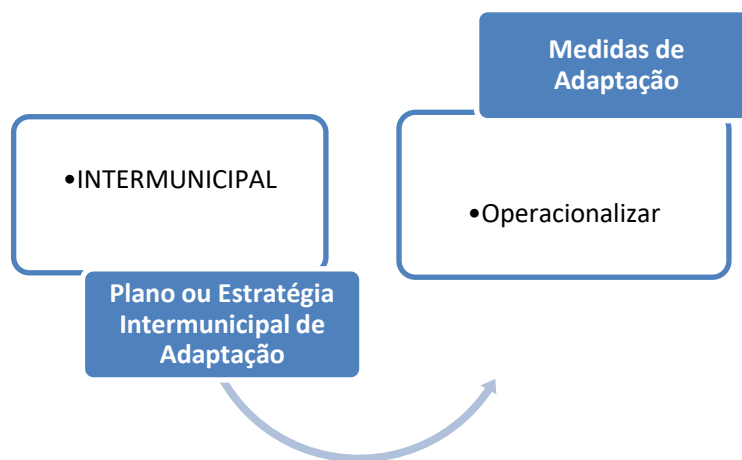 •INTERMUNICIPAL
Plano ou Estratégia
Intermunicipal de
Adaptação
Medidas de
Adaptação
•Operacionalizar